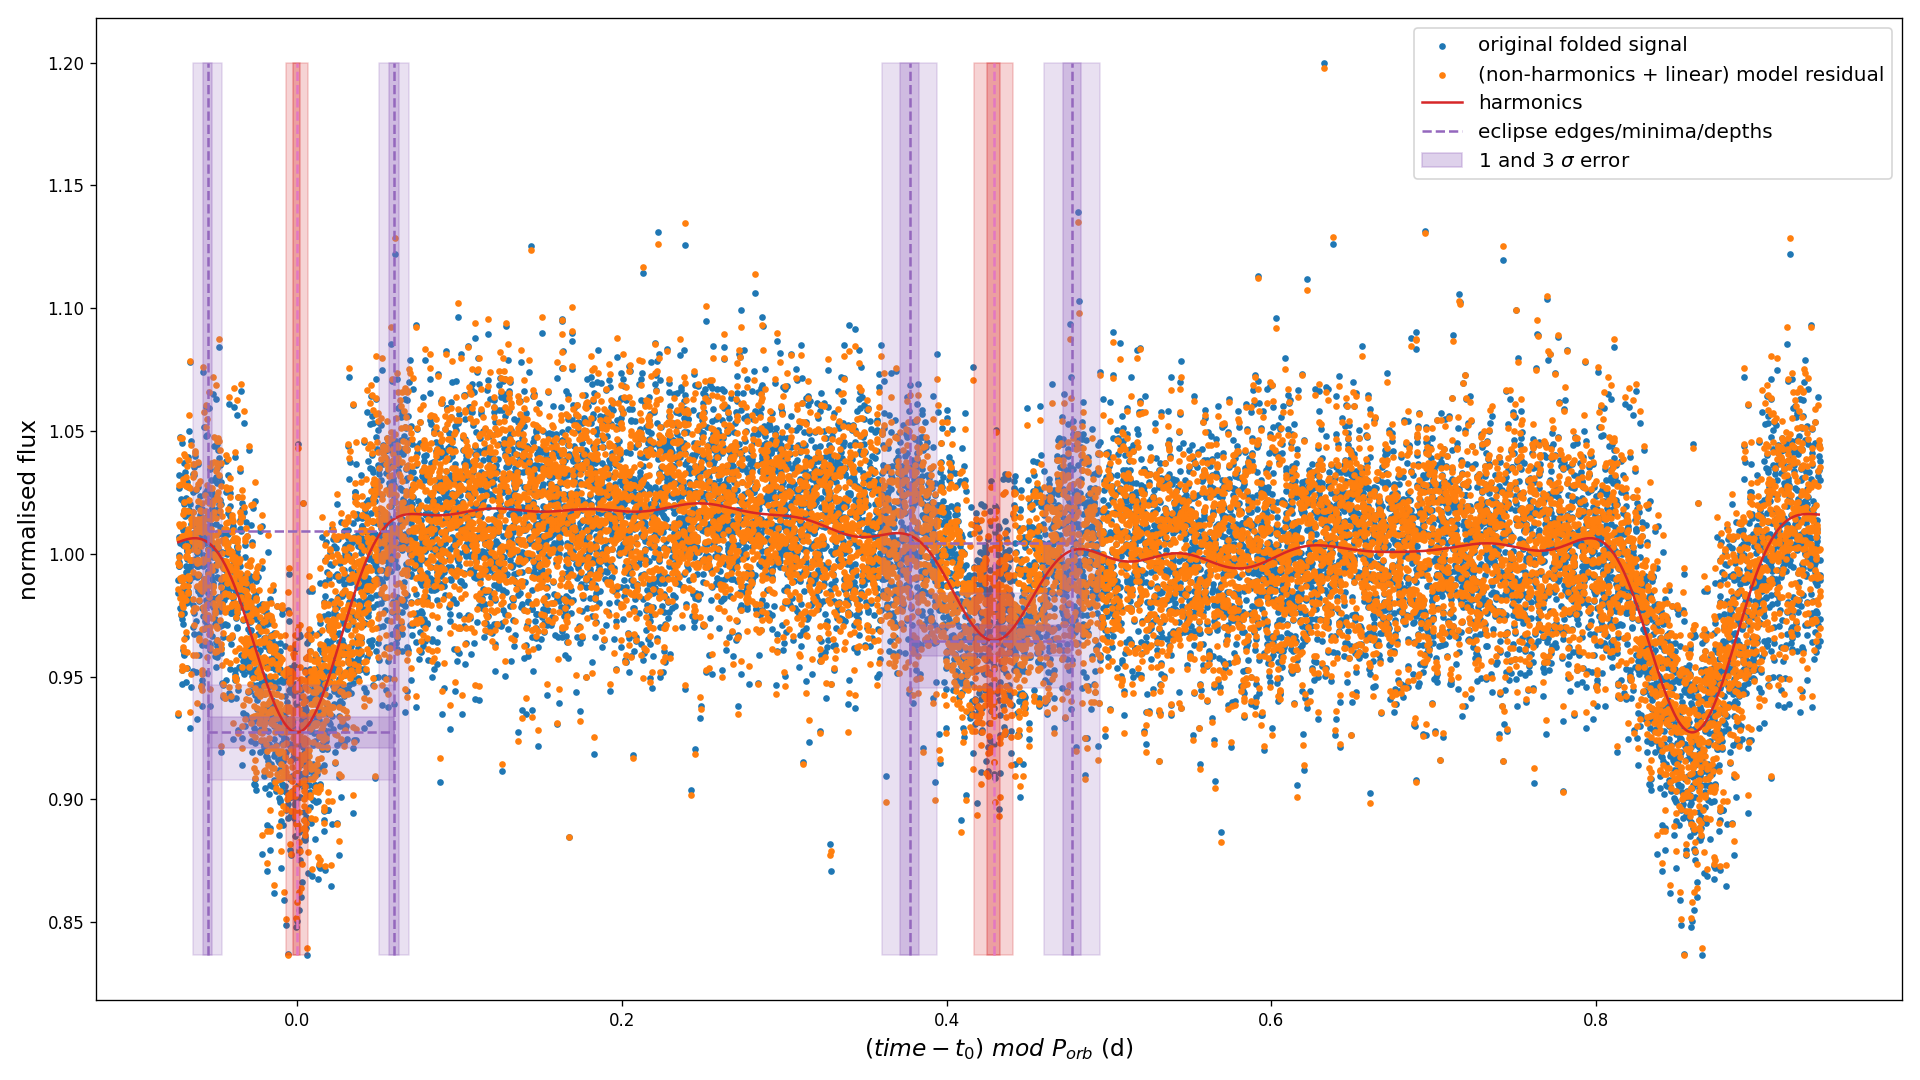 original folded signal
(non-harmonics + linear) model residual
harmonics
eclipse edges/minima/depths
1 and 3 σ error
normalised flux
1.20
1.15
1.10
1.05
1.00
0.95
0.90
0.85
0.0 0.2 0.4 0.6 0.8
(time − t₀) mod Pₒᵣb (d)